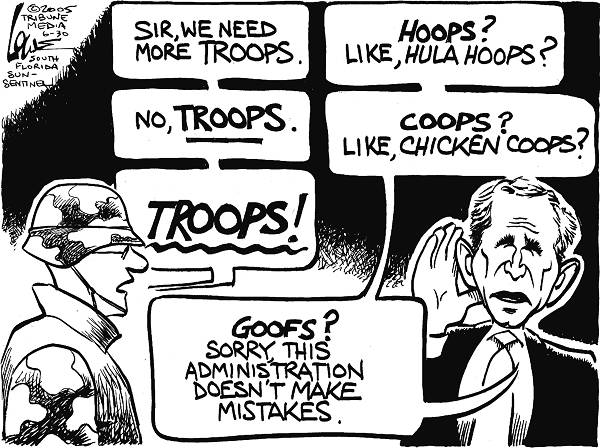 ©2005
TRIBUNE
MEDIA
6-30
LOWE
SOUTH
FLORIDA
SUN-
SENTINEL
SIR, WE NEED
MORE TROOPS.
HOOPS?
LIKE, HULA HOOPS?
NO, TROOPS.
COOPS?
LIKE, CHICKEN COOPS?
TROOPS!
GOOFS?
SORRY, THIS
ADMINISTRATION
DOESN'T MAKE
MISTAKES.